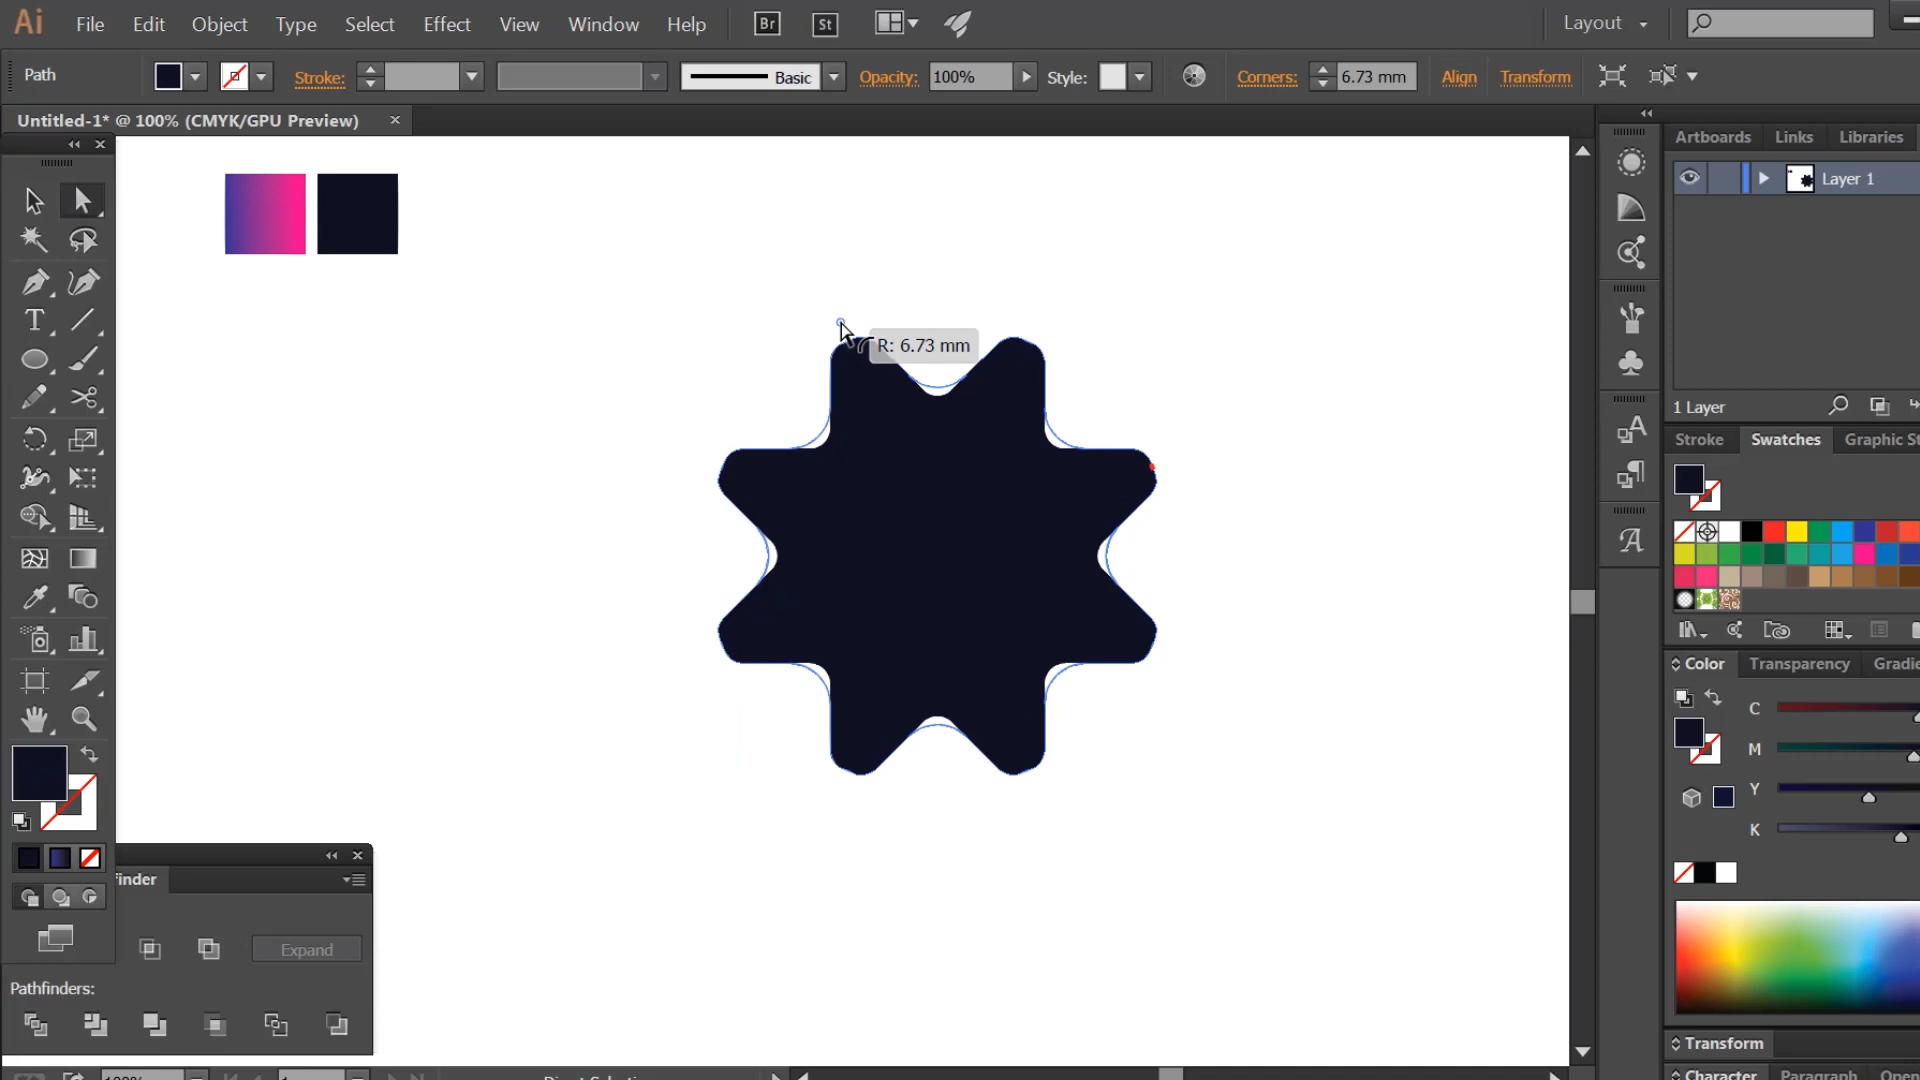 Ai File Edit Object Type Select Effect View Window Help Br St Layout
Path Stroke: Basic Opacity: 100% Style: Corners: 6.73 mm Align Transform
Untitled-1* @ 100% (CMYK/GPU Preview)
Artboards Links Libraries
Layer 1
R: 6.73 mm
1 Layer
Stroke Swatches Graphic St
Color Transparency Gradie
C
M
Y
K
finder
Expand
Pathfinders:
Transform
Character Paragraph Open